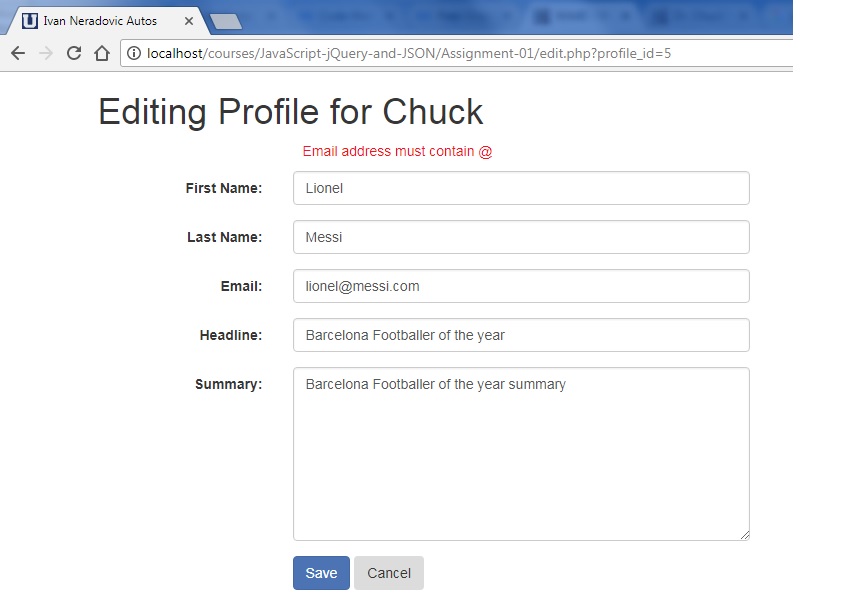 Ivan Neradovic Autos
localhost/courses/JavaScript-jQuery-and-JSON/Assignment-01/edit.php?profile_id=5
Editing Profile for Chuck
Email address must contain @
First Name: Lionel
Last Name: Messi
Email: lionel@messi.com
Headline: Barcelona Footballer of the year
Summary: Barcelona Footballer of the year summary
Save Cancel